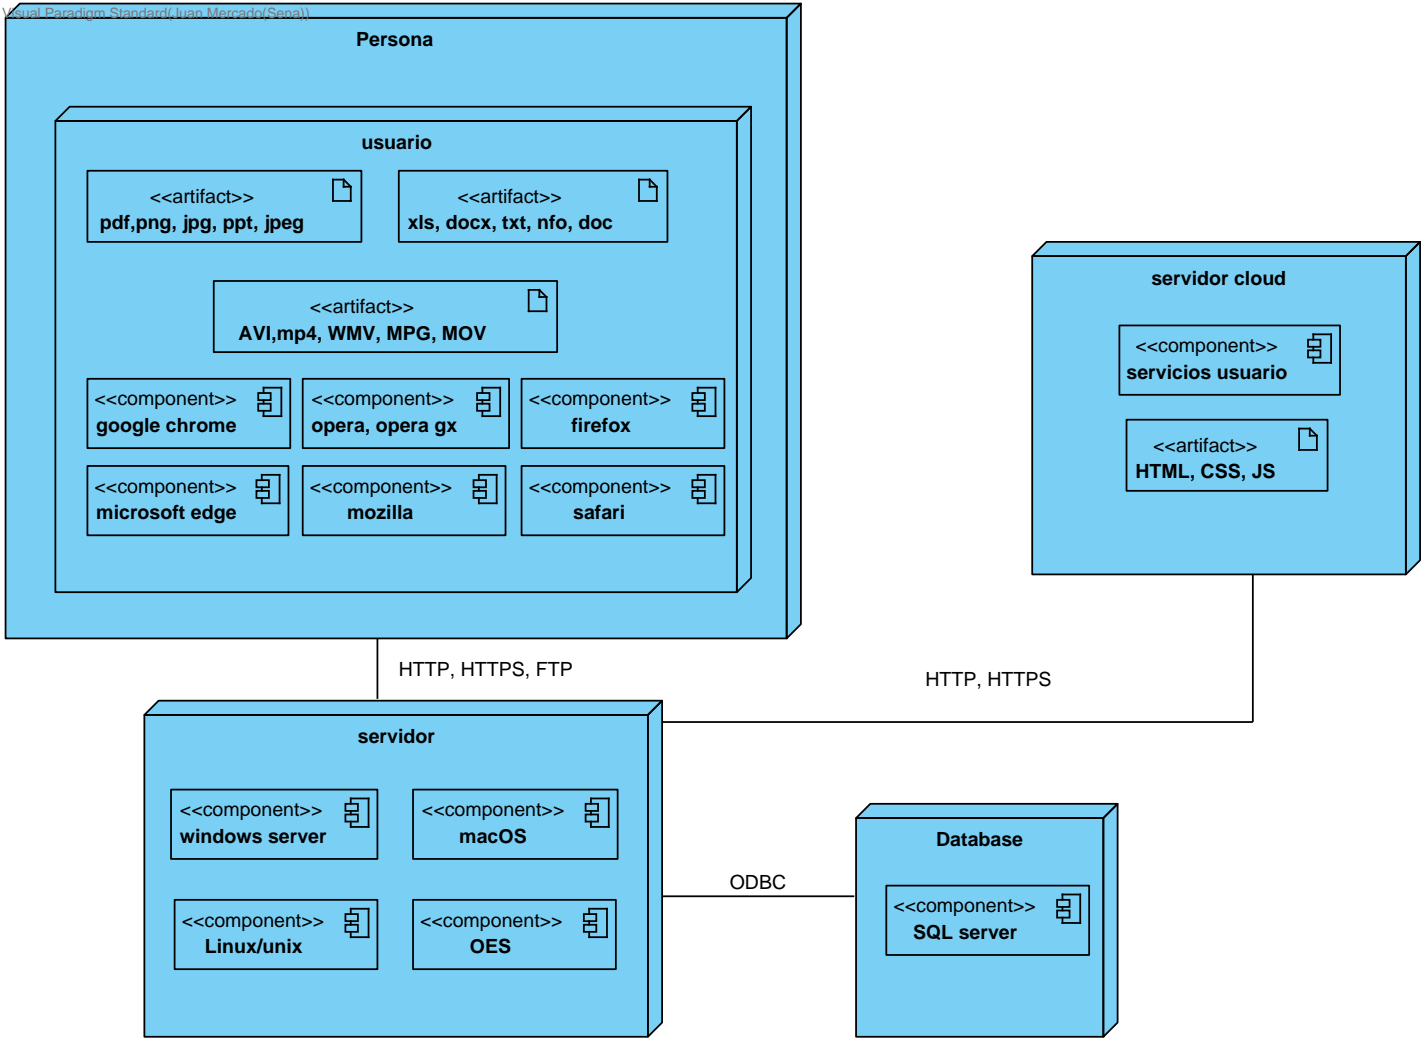 Visual Paradigm Standard(Juan Mercado(Sena))
Persona
usuario
<<artifact>>
pdf,png, jpg, ppt, jpeg
<<artifact>>
xls, docx, txt, nfo, doc
<<artifact>>
AVI,mp4, WMV, MPG, MOV
<<component>>
google chrome
<<component>>
opera, opera gx
<<component>>
firefox
<<component>>
microsoft edge
<<component>>
mozilla
<<component>>
safari
servidor cloud
<<component>>
servicios usuario
<<artifact>>
HTML, CSS, JS
HTTP, HTTPS, FTP
HTTP, HTTPS
servidor
<<component>>
windows server
<<component>>
macOS
<<component>>
Linux/unix
<<component>>
OES
ODBC
Database
<<component>>
SQL server